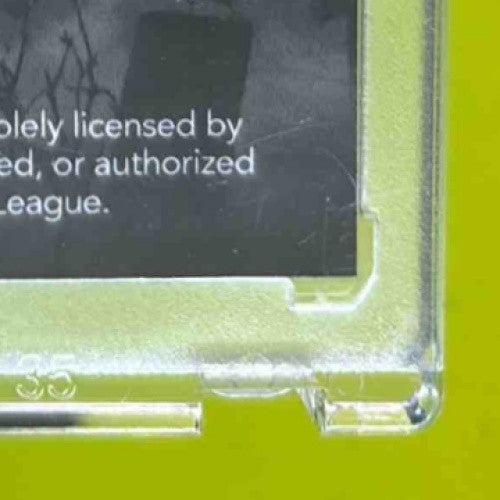 olely licensed by
ed, or authorized
League.
35